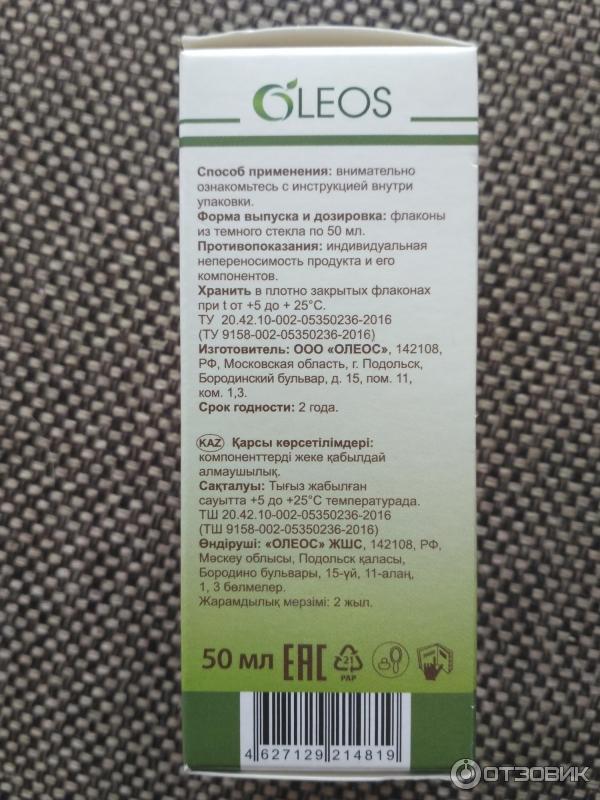 OLEOS
Способ применения: внимательно
ознакомьтесь с инструкцией внутри
упаковки.
Форма выпуска и дозировка: флаконы
из темного стекла по 50 мл.
Противопоказания: индивидуальная
непереносимость продукта и его
компонентов.
Хранить в плотно закрытых флаконах
при t от +5 до + 25°C.
ТУ 20.42.10-002-05350236-2016
(ТУ 9158-002-05350236-2016)
Изготовитель: ООО «ОЛЕОС», 142108,
РФ, Московская область, г. Подольск,
Бородинский бульвар, д. 15, пом. 11,
ком. 1,3.
Срок годности: 2 года.
KAZ Қарсы көрсетілімдері:
компоненттерді жеке қабылдай
алмаушылық.
Сақталуы: Тығыз жабылған
сауытта +5 до +25°C температурада.
ТШ 20.42.10-002-05350236-2016
(ТШ 9158-002-05350236-2016)
Өндіруші: «ОЛЕОС» ЖШС, 142108, РФ,
Мәскеу облысы, Подольск қаласы,
Бородино бульвары, 15-үй, 11-алаң,
1, 3 бөлмелер.
Жарамдылық мерзімі: 2 жыл.
50 мл EAC 21 PAP
4 627129 214819
ОТЗОВИК